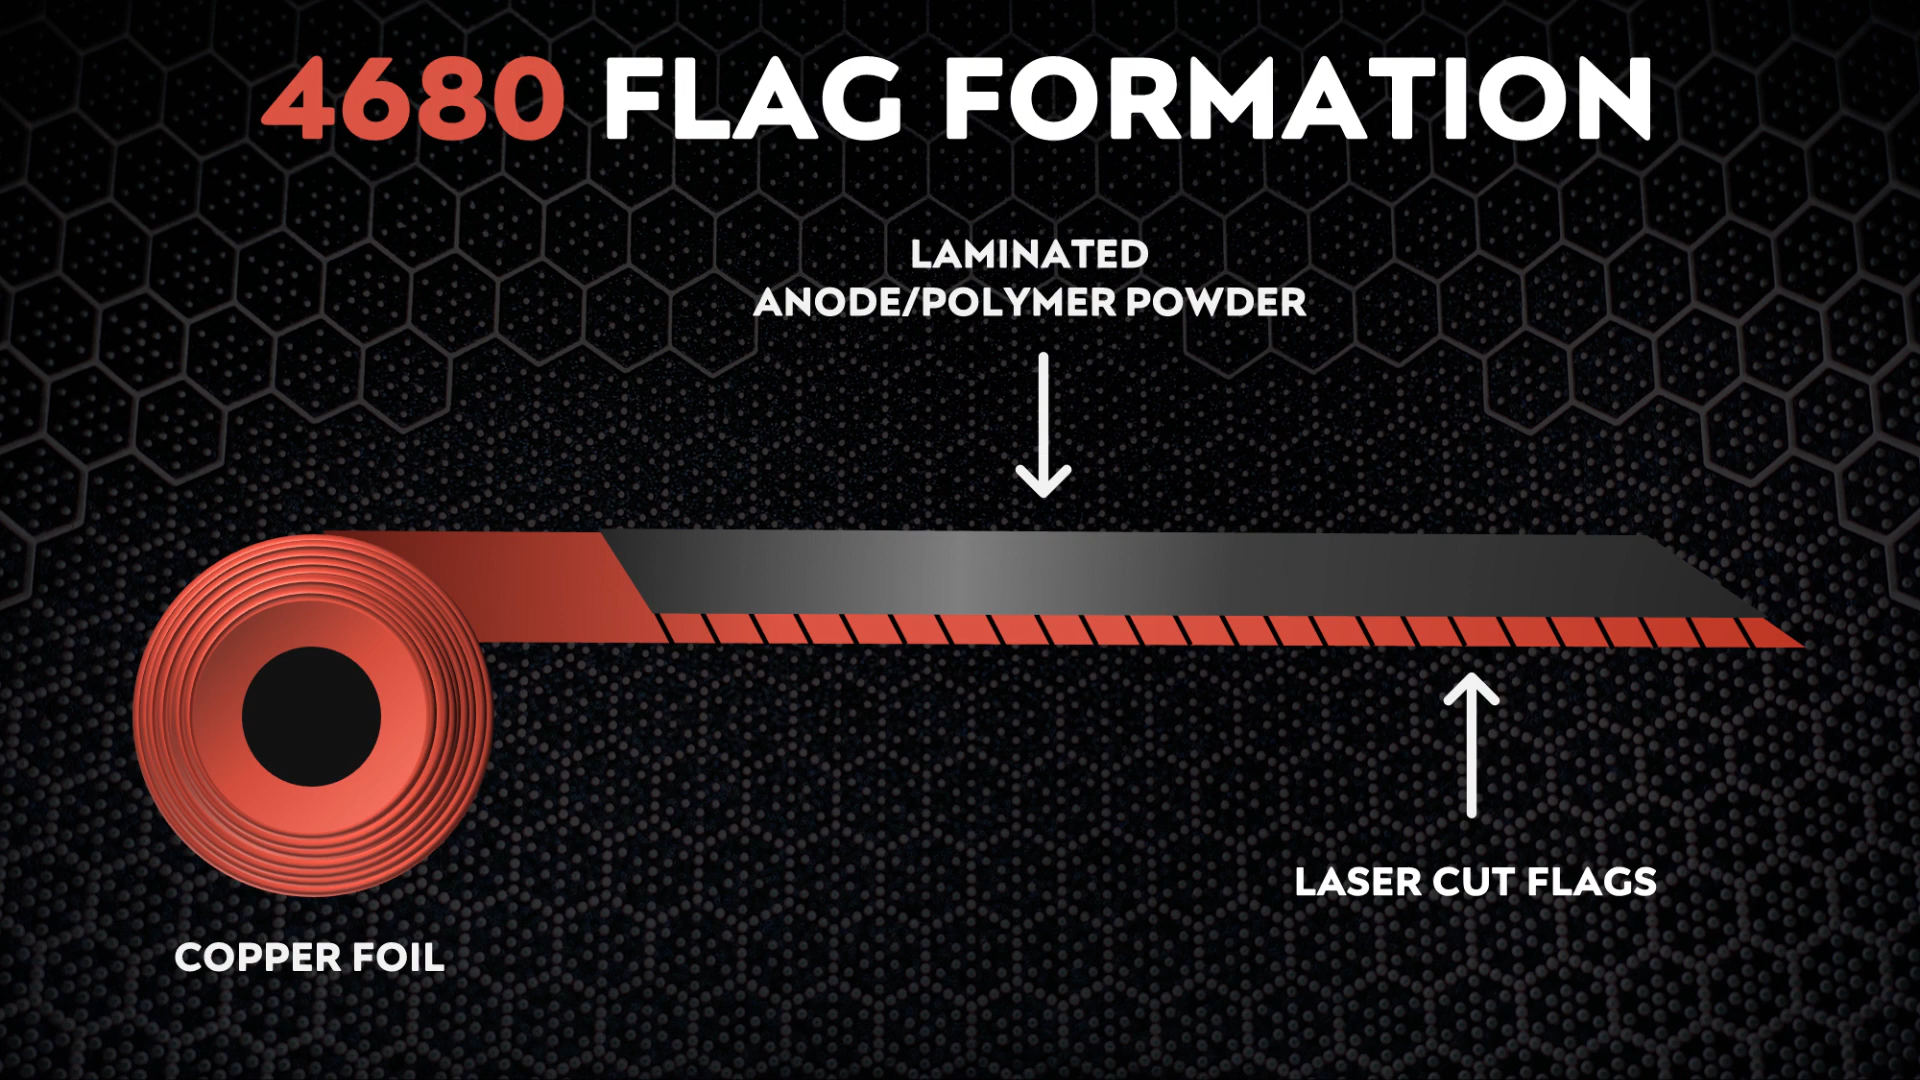 4680 FLAG FORMATION
LAMINATED
ANODE/POLYMER POWDER
LASER CUT FLAGS
COPPER FOIL